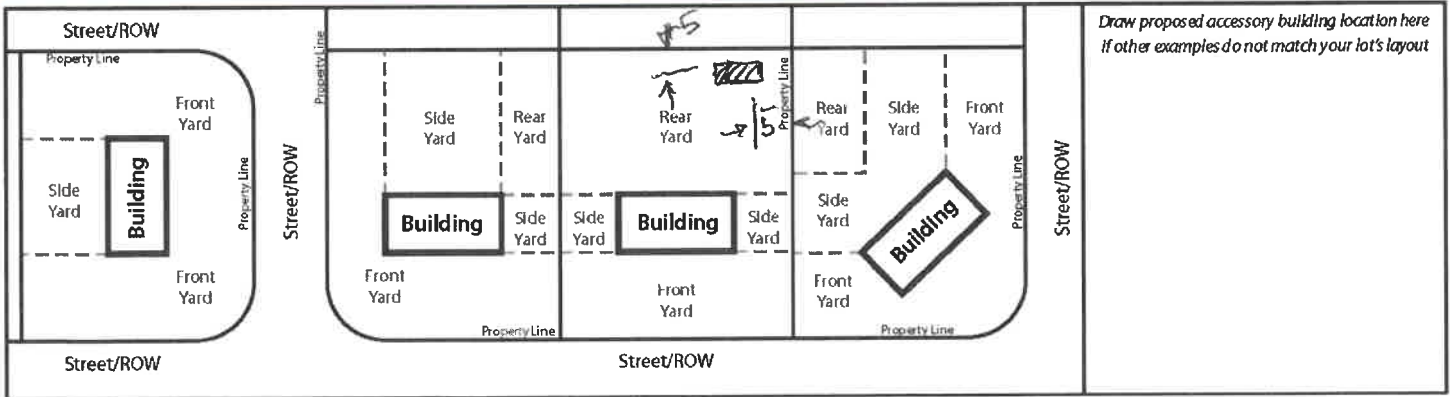 Street/ROW
Property Line
Front
Yard
Side
Yard
Building
Property Line
Front
Yard
Street/ROW
Street/ROW
Property Line
Side
Yard
Rear
Yard
Building
Side
Yard
Front
Yard
Property Line
Rear
Yard
5
Property Line
Side
Yard
Building
Side
Yard
Front
Yard
Street/ROW
Rear
Yard
Side
Yard
Front
Yard
Side
Yard
Building
Front
Yard
Property Line
Property Line
Street/ROW
Draw proposed accessory building location here
if other examples do not match your lot's layout